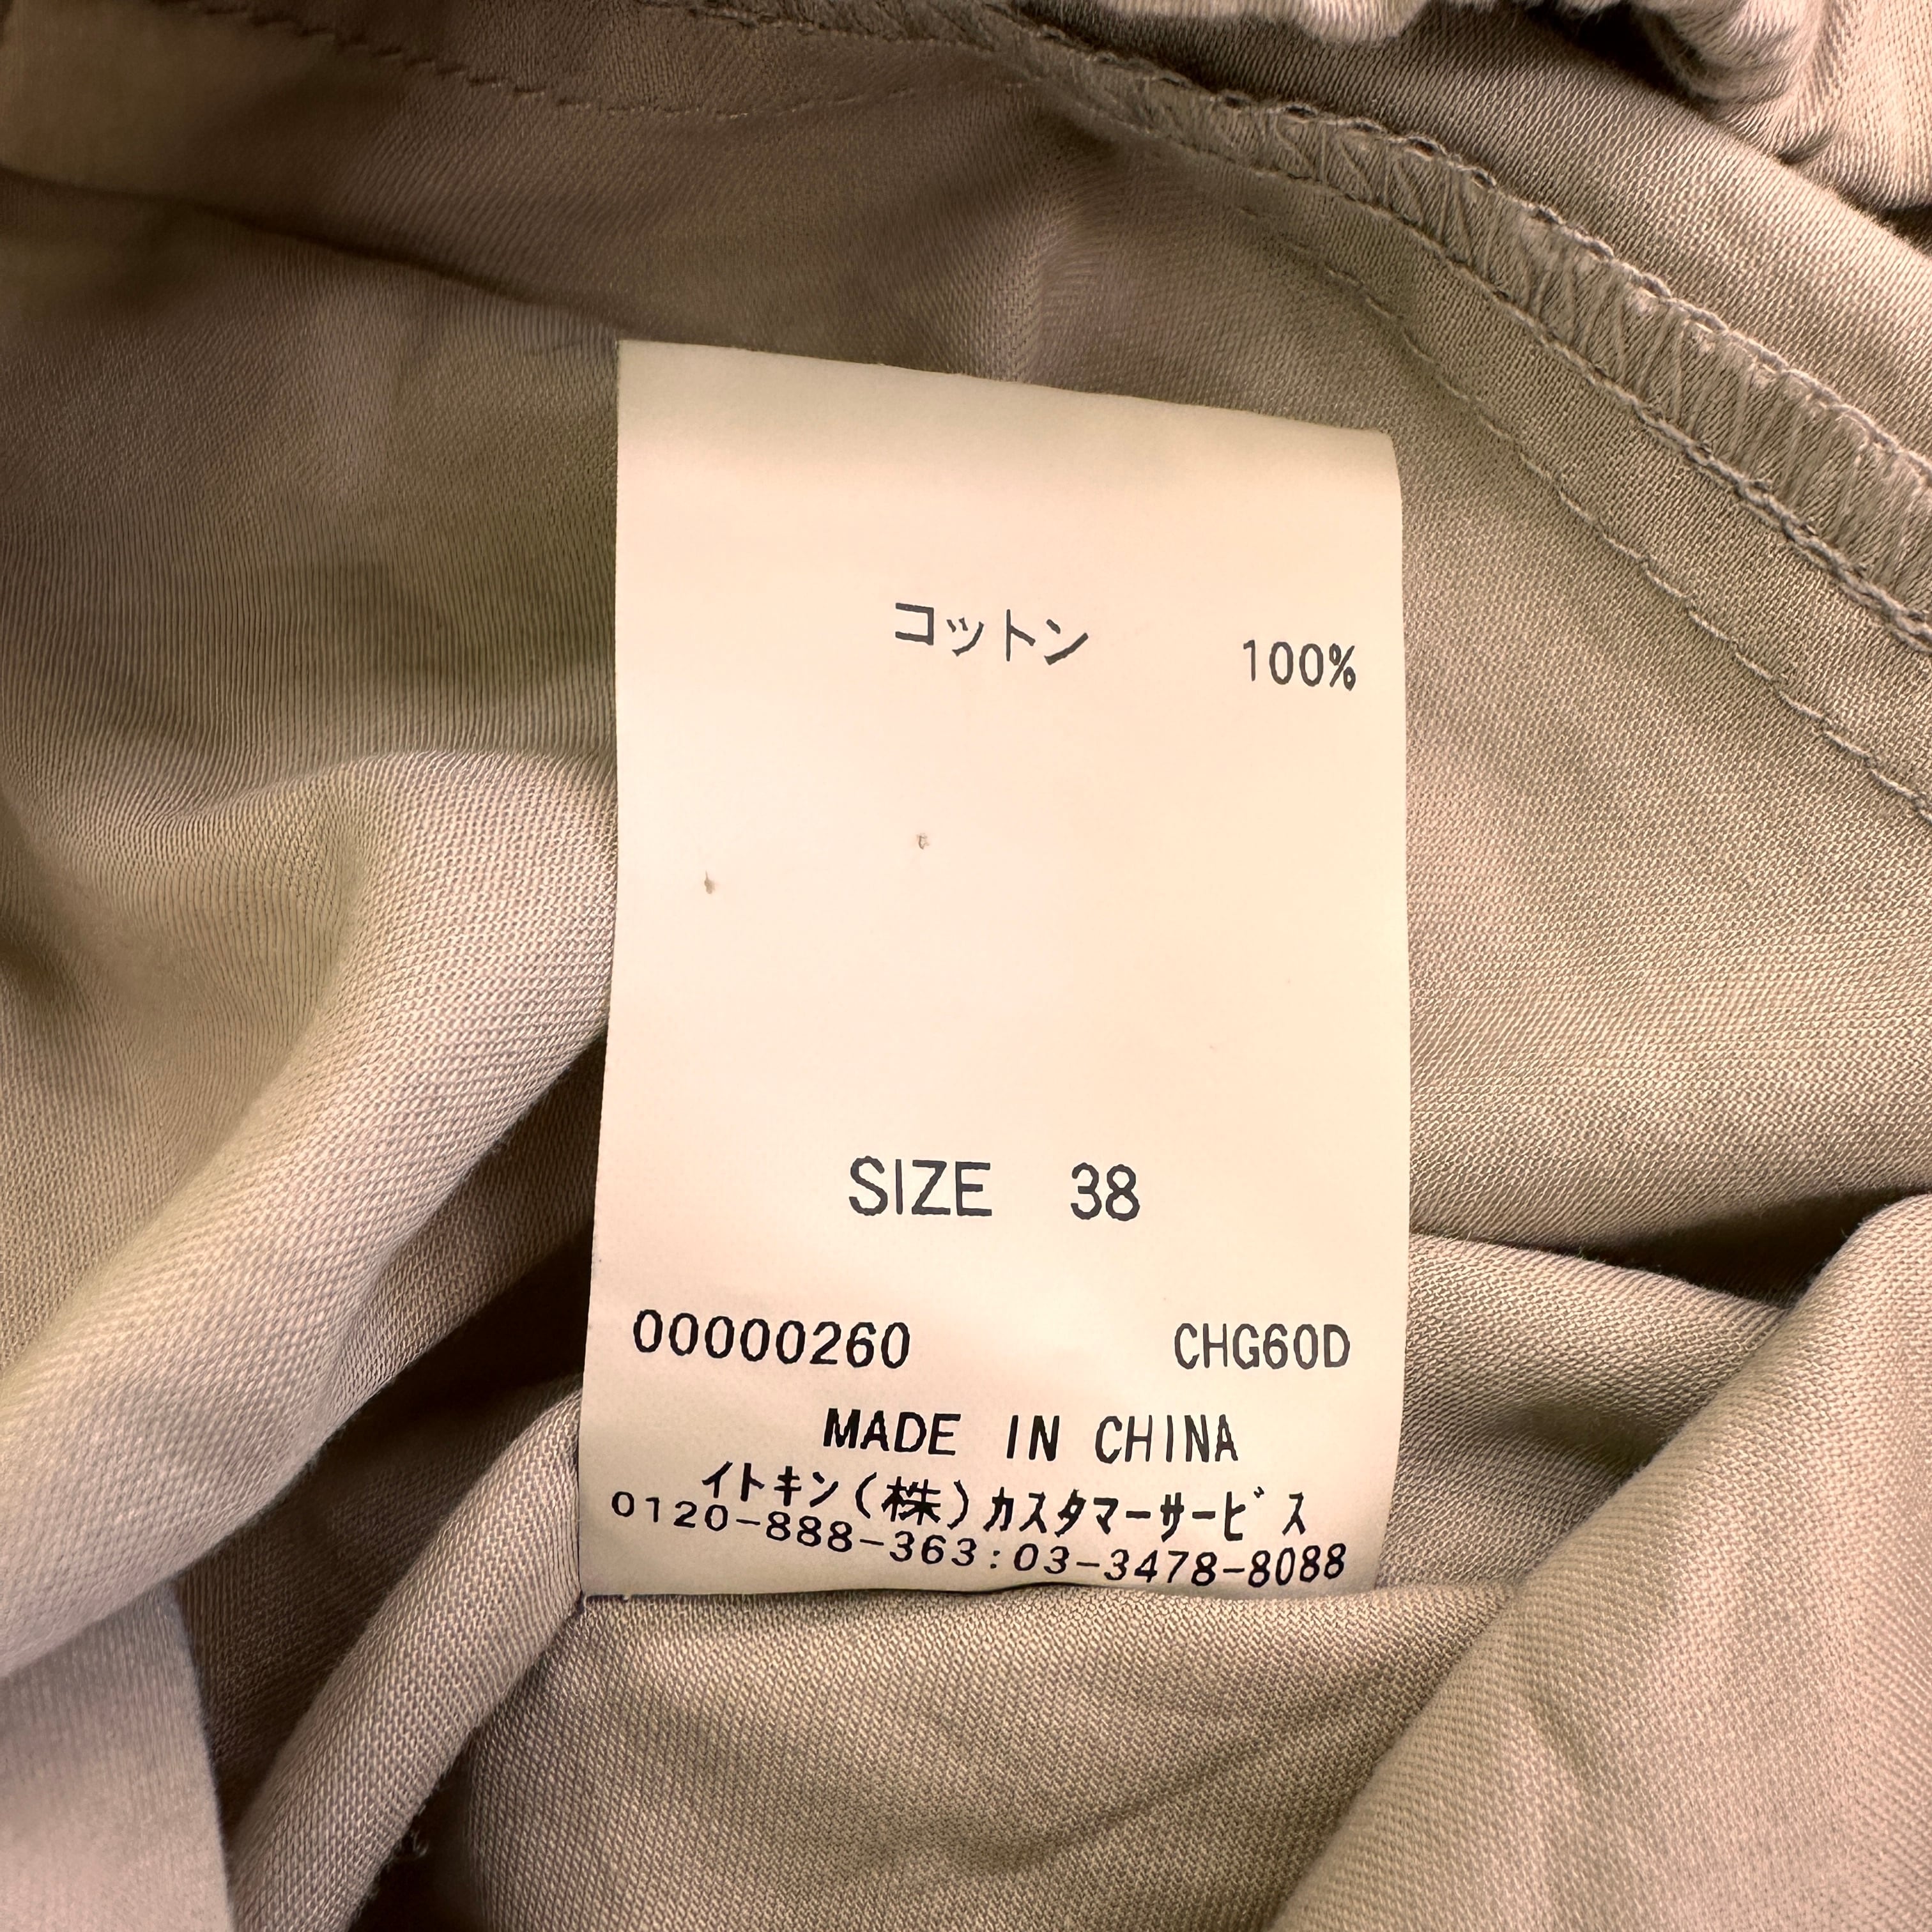 コットン 100%
SIZE 38
00000260 CHG60D
MADE IN CHINA
イトキン(株)カスタマーサービス
0120-888-363:03-3478-8088